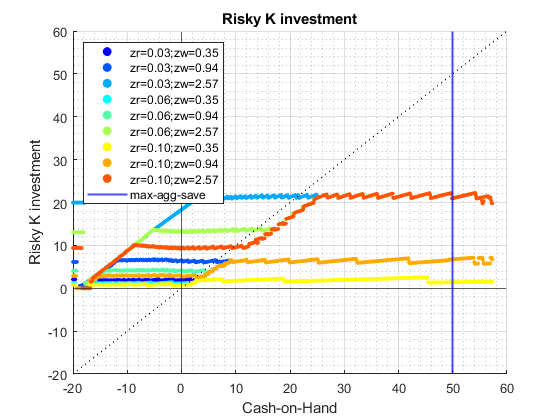 Risky K investment
60
50
40
30
20
10
0
-10
-20
Risky K investment
zr=0.03;zw=0.35
zr=0.03;zw=0.94
zr=0.03;zw=2.57
zr=0.06;zw=0.35
zr=0.06;zw=0.94
zr=0.06;zw=2.57
zr=0.10;zw=0.35
zr=0.10;zw=0.94
zr=0.10;zw=2.57
max-agg-save
-20 -10 0 10 20 30 40 50 60
Cash-on-Hand